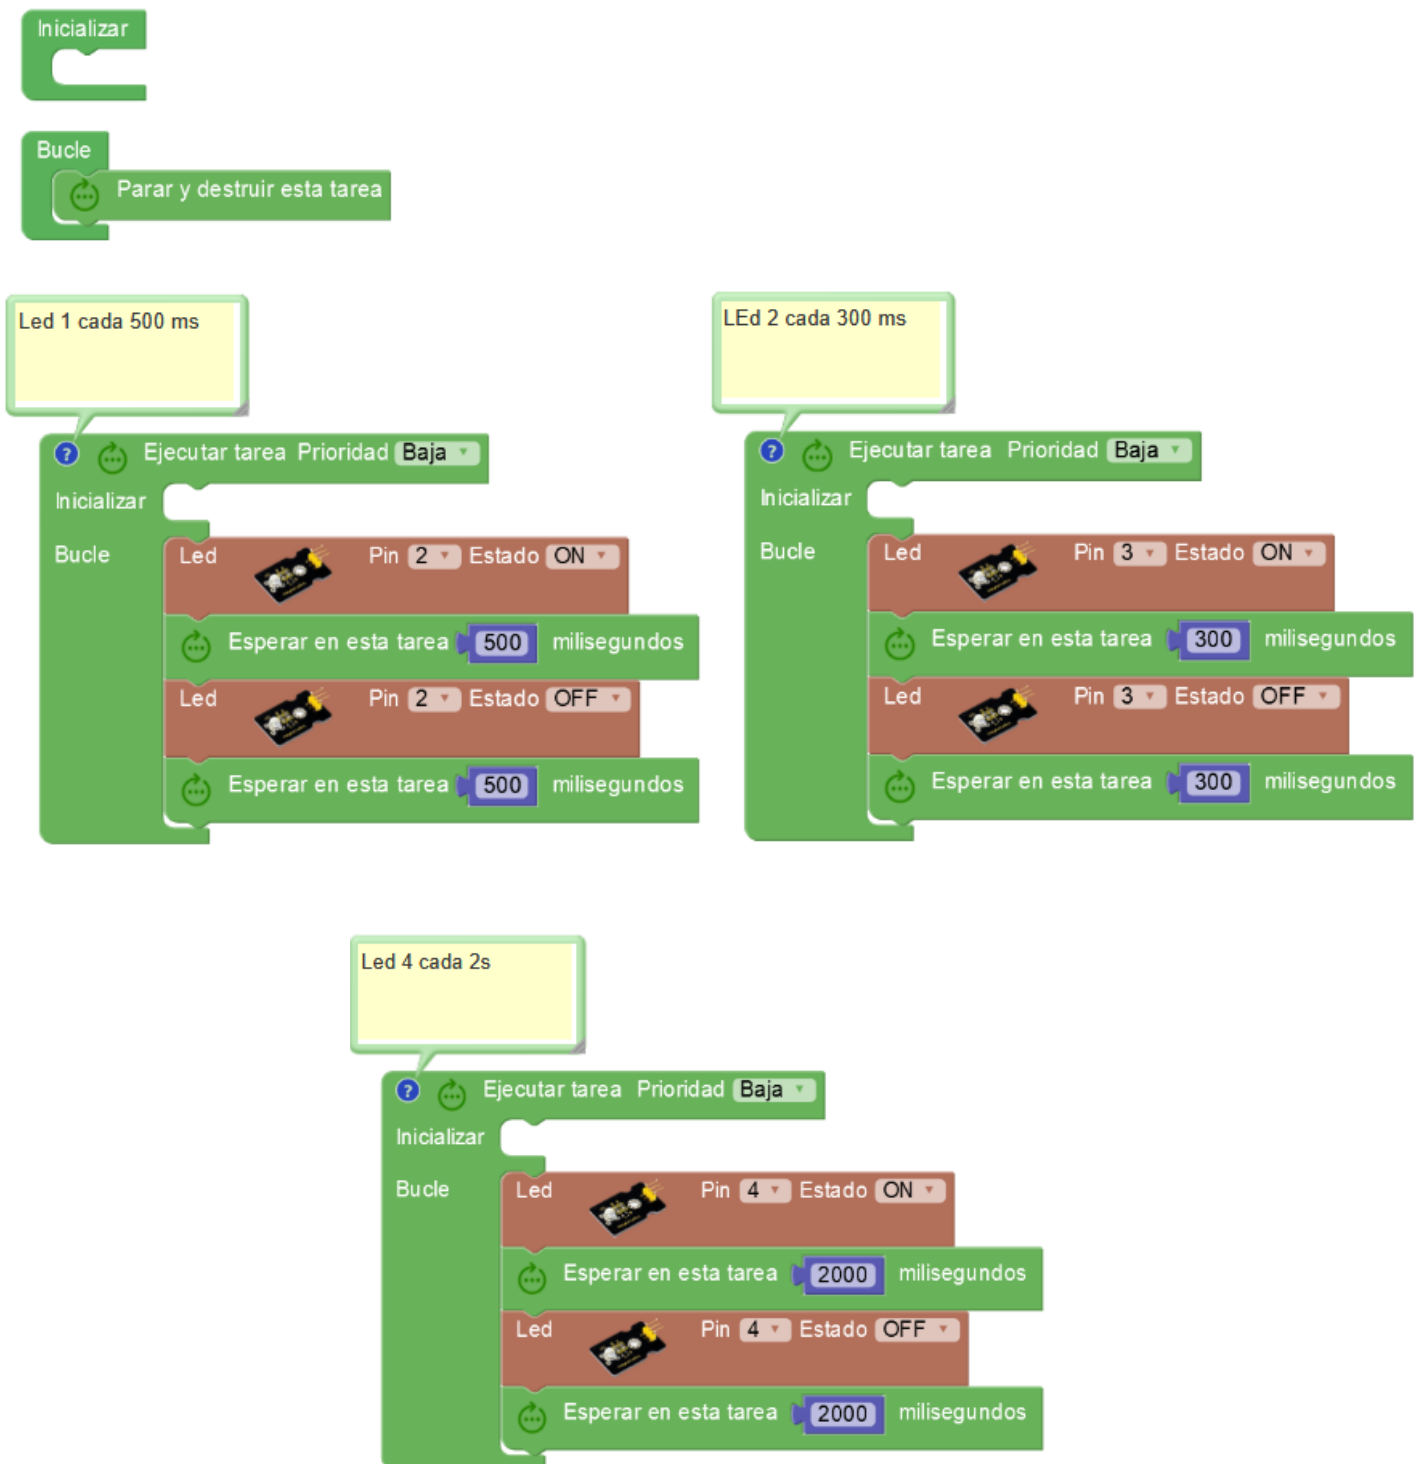 Inicializar
Bucle
Parar y destruir esta tarea
Led 1 cada 500 ms
? Ejecutar tarea Prioridad Baja
Inicializar
Bucle
Led Pin 2 Estado ON
Esperar en esta tarea 500 milisegundos
Led Pin 2 Estado OFF
Esperar en esta tarea 500 milisegundos
LEd 2 cada 300 ms
? Ejecutar tarea Prioridad Baja
Inicializar
Bucle
Led Pin 3 Estado ON
Esperar en esta tarea 300 milisegundos
Led Pin 3 Estado OFF
Esperar en esta tarea 300 milisegundos
Led 4 cada 2s
? Ejecutar tarea Prioridad Baja
Inicializar
Bucle
Led Pin 4 Estado ON
Esperar en esta tarea 2000 milisegundos
Led Pin 4 Estado OFF
Esperar en esta tarea 2000 milisegundos